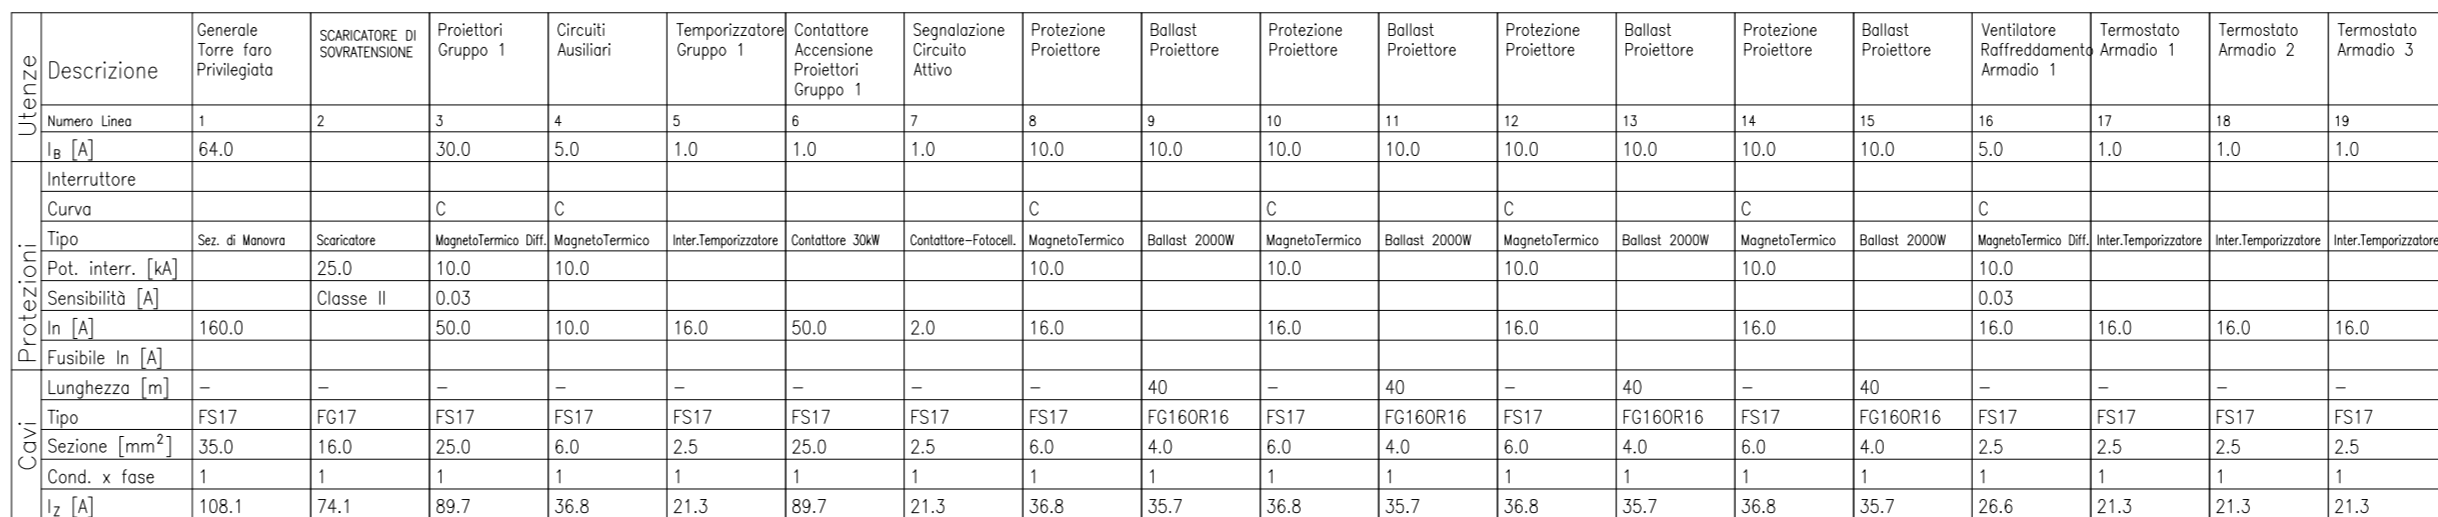 Utenze
Descrizione
Generale Torre faro Privilegiata
SCARICATORE DI SOVRATENSIONE
Proiettori Gruppo 1
Circuiti Ausiliari
Temporizzatore Gruppo 1
Contattore Accensione Proiettori Gruppo 1
Segnalazione Circuito Attivo
Protezione Proiettore
Ballast Proiettore
Protezione Proiettore
Ballast Proiettore
Protezione Proiettore
Ballast Proiettore
Protezione Proiettore
Ballast Proiettore
Ventilatore Raffreddamento Armadio 1
Termostato Armadio 1
Termostato Armadio 2
Termostato Armadio 3
Numero Linea 1 2 3 4 5 6 7 8 9 10 11 12 13 14 15 16 17 18 19
IB [A] 64.0 30.0 5.0 1.0 1.0 1.0 10.0 10.0 10.0 10.0 10.0 10.0 10.0 10.0 5.0 1.0 1.0 1.0
Protezioni
Interruttore
Curva C C C C C C C
Tipo Sez. di Manovra Scaricatore MagnetoTermico Diff. MagnetoTermico Inter.Temporizzatore Contattore 30kW Contattore-Fotocell. MagnetoTermico Ballast 2000W MagnetoTermico Ballast 2000W MagnetoTermico Ballast 2000W MagnetoTermico Ballast 2000W MagnetoTermico Diff. Inter.Temporizzatore Inter.Temporizzatore Inter.Temporizzatore
Pot. interr. [kA] 25.0 10.0 10.0 10.0 10.0 10.0 10.0 10.0
Sensibilità [A] Classe II 0.03 0.03
In [A] 160.0 50.0 10.0 16.0 50.0 2.0 16.0 16.0 16.0 16.0 16.0 16.0 16.0 16.0
Fusibile In [A]
Cavi
Lunghezza [m] – – – – – – – – 40 – 40 – 40 – 40 – – – –
Tipo FS17 FG17 FS17 FS17 FS17 FS17 FS17 FS17 FG16OR16 FS17 FG16OR16 FS17 FG16OR16 FS17 FG16OR16 FS17 FS17 FS17 FS17
Sezione [mm²] 35.0 16.0 25.0 6.0 2.5 25.0 2.5 6.0 4.0 6.0 4.0 6.0 4.0 6.0 4.0 2.5 2.5 2.5 2.5
Cond. x fase 1 1 1 1 1 1 1 1 1 1 1 1 1 1 1 1 1 1 1
Iz [A] 108.1 74.1 89.7 36.8 21.3 89.7 21.3 36.8 35.7 36.8 35.7 36.8 35.7 36.8 35.7 26.6 21.3 21.3 21.3